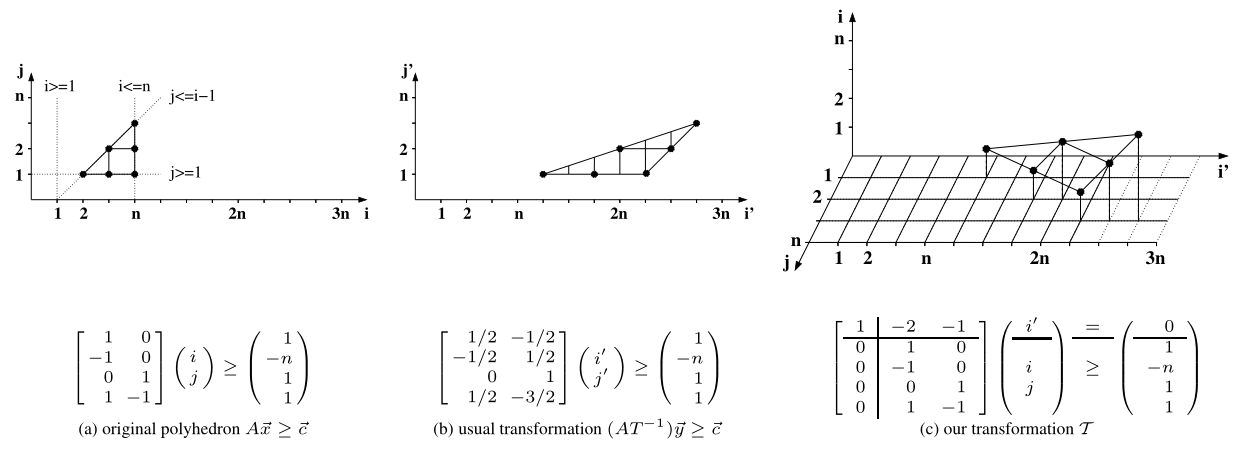 j
i>=1
i<=n
n
j<=i−1
2
1
j>=1
1 2 n 2n 3n i
j'
n
2
1
1 2 n 2n 3n i'
i
n
2
1
i'
1
2
n
j
1 2 n 2n 3n
[ 1 0 ] ( i ) ≥ ( 1 )
−1 0 j −n
0 1 1
1 −1 1
(a) original polyhedron Ax⃗ ≥ c⃗
[ 1/2 −1/2 ] ( i′ ) ≥ ( 1 )
−1/2 1/2 j′ −n
0 1 1
1/2 −3/2 1
(b) usual transformation (AT⁻¹)y⃗ ≥ c⃗
1 −2 −1 i′ = 0
0 1 0 1
0 −1 0 i ≥ −n
0 0 1 j 1
0 1 −1 1
(c) our transformation 𝒯